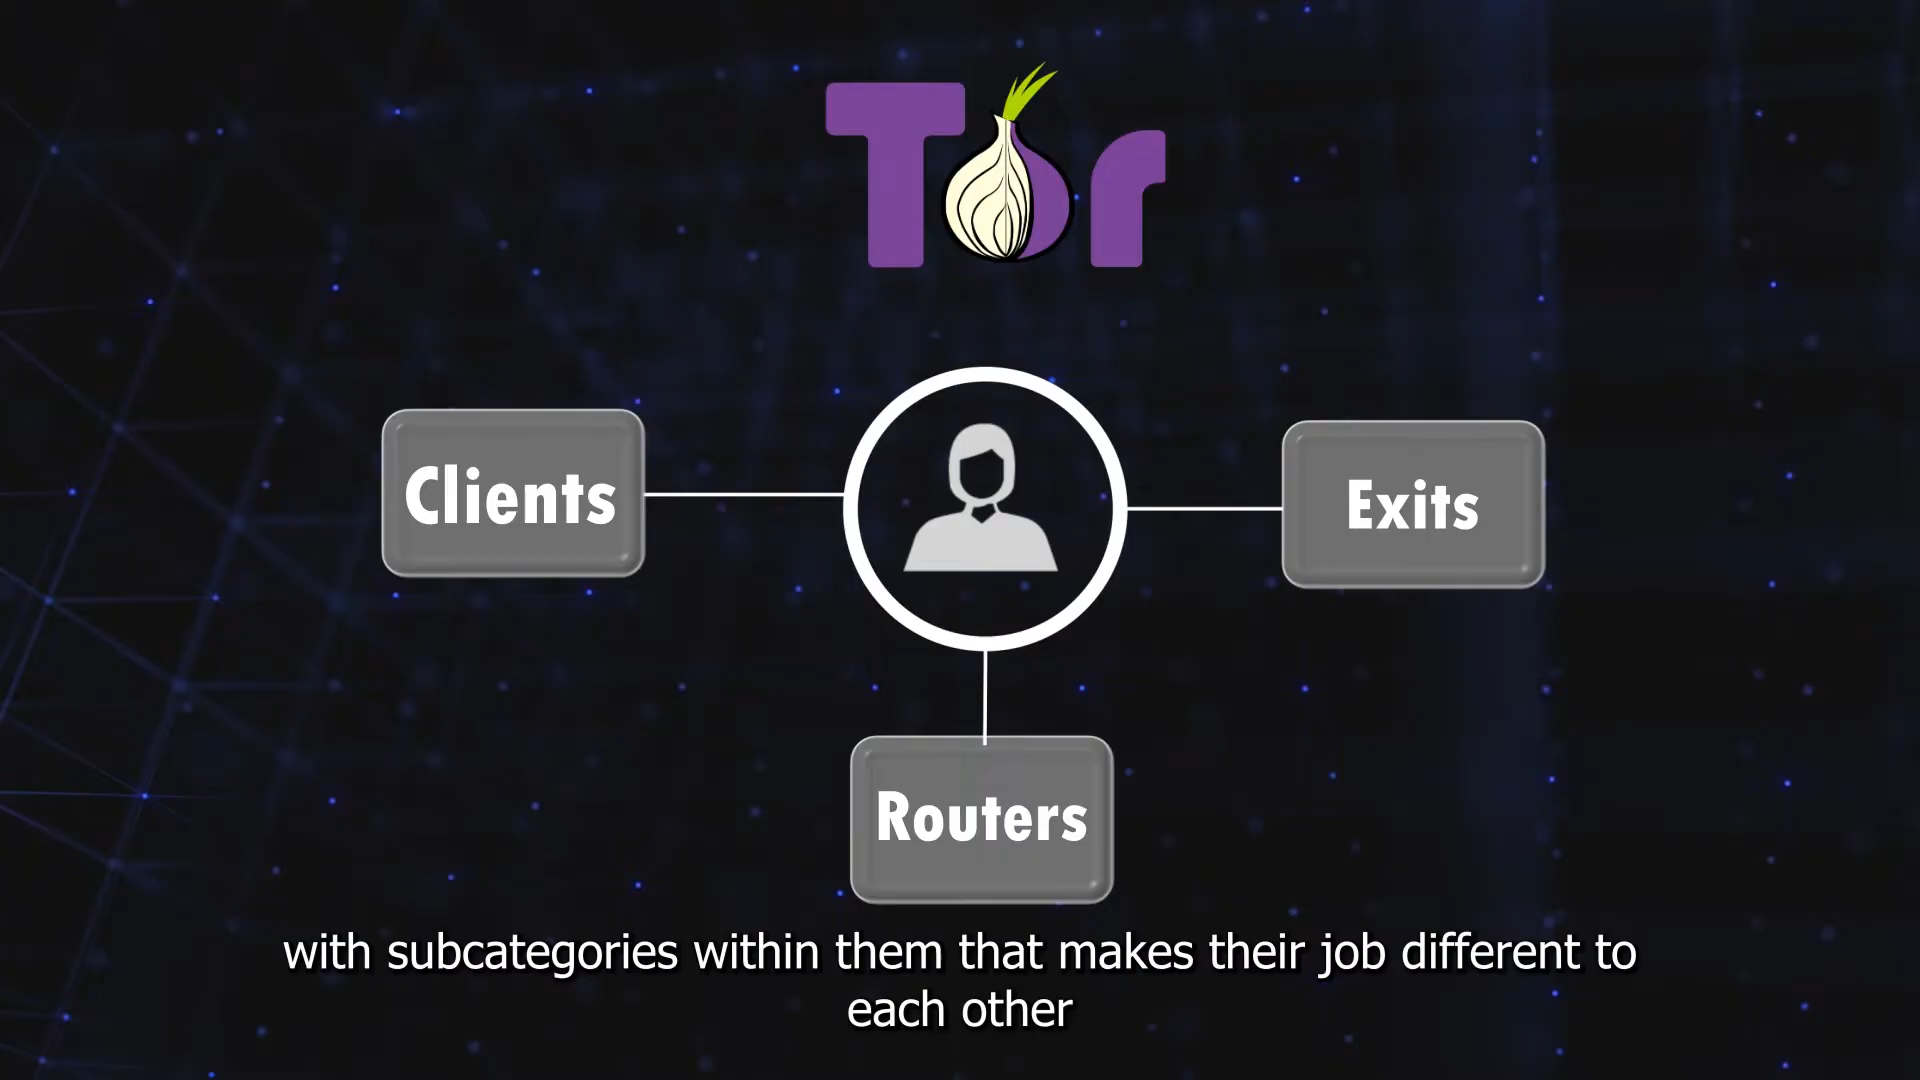 Tor
Clients
Exits
Routers
with subcategories within them that makes their job different to
each other